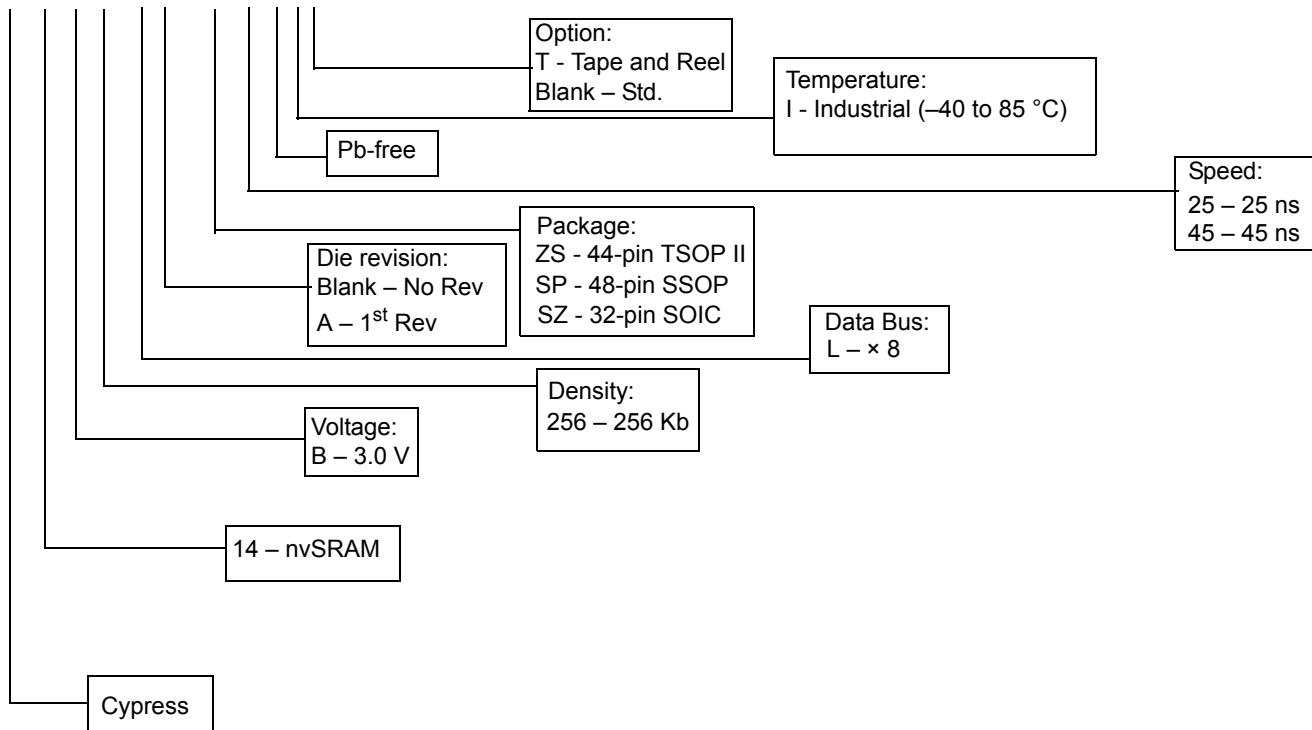 Option:
T - Tape and Reel
Blank – Std.
Temperature:
I - Industrial (–40 to 85 °C)
Pb-free
Speed:
25 – 25 ns
45 – 45 ns
Package:
ZS - 44-pin TSOP II
SP - 48-pin SSOP
SZ - 32-pin SOIC
Die revision:
Blank – No Rev
A – 1st Rev
Data Bus:
L – × 8
Density:
256 – 256 Kb
Voltage:
B – 3.0 V
14 – nvSRAM
Cypress